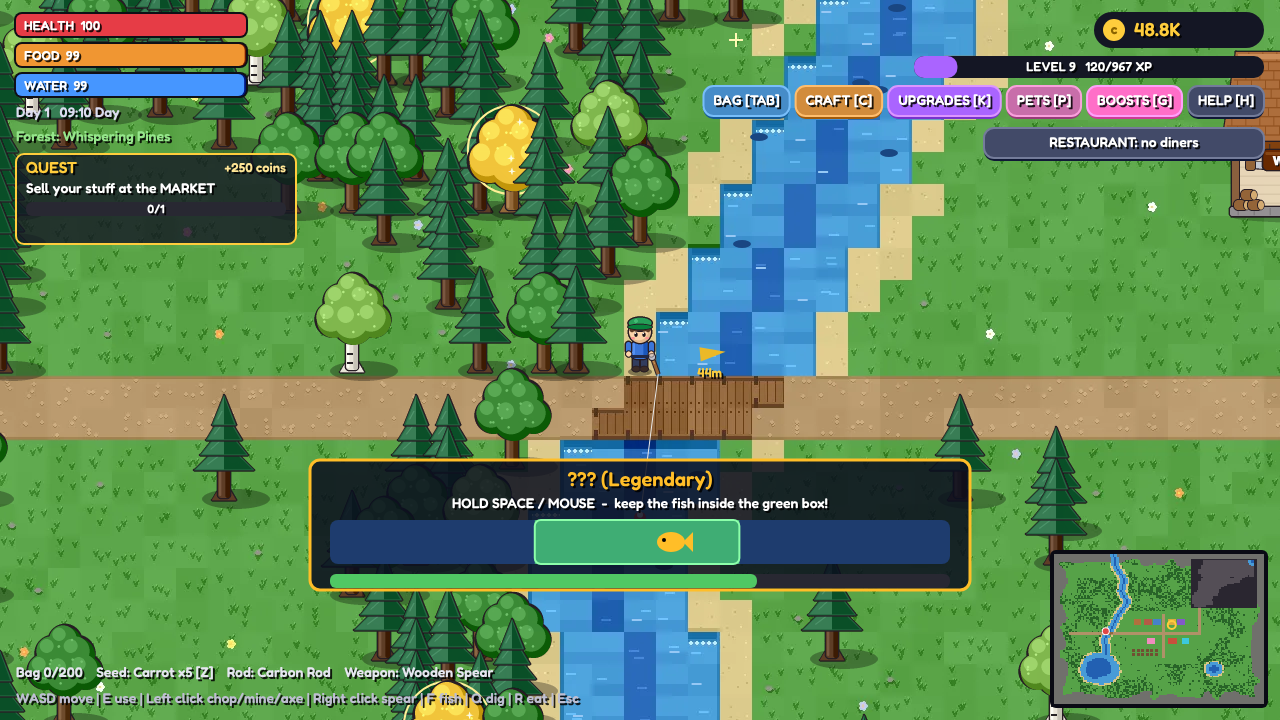 HEALTH 100
FOOD 99
WATER 99
Day 1 09:10 Day
Forest: Whispering Pines
QUEST +250 coins
Sell your stuff at the MARKET
0/1
c 48.8K
LEVEL 9 120/967 XP
BAG [TAB] CRAFT [C] UPGRADES [K] PETS [P] BOOSTS [G] HELP [H]
RESTAURANT: no diners
44m
??? (Legendary)
HOLD SPACE / MOUSE - keep the fish inside the green box!
Bag 0/200 Seed: Carrot x5 [Z] Rod: Carbon Rod Weapon: Wooden Spear
WASD move | E use | Left click chop/mine/axe | Right click spear | F fish | Q dig | R eat | Esc